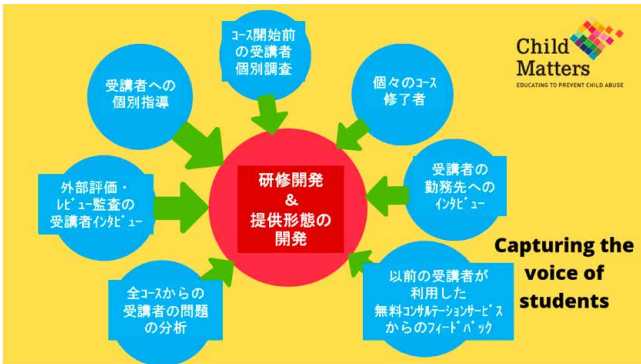 コース開始前
の受講者
個別調査
Child
Matters
EDUCATING TO PREVENT CHILD ABUSE
受講者への
個別指導
個々のコース
修了者
外部評価・
レビュー監査の
受講者インタビュー
研修開発
&
提供形態の
開発
受講者の
勤務先への
インタビュー
全コースからの
受講者の問題
の分析
以前の受講者が
利用した
無料コンサルテーションサービス
からのフィードバック
Capturing the
voice of
students